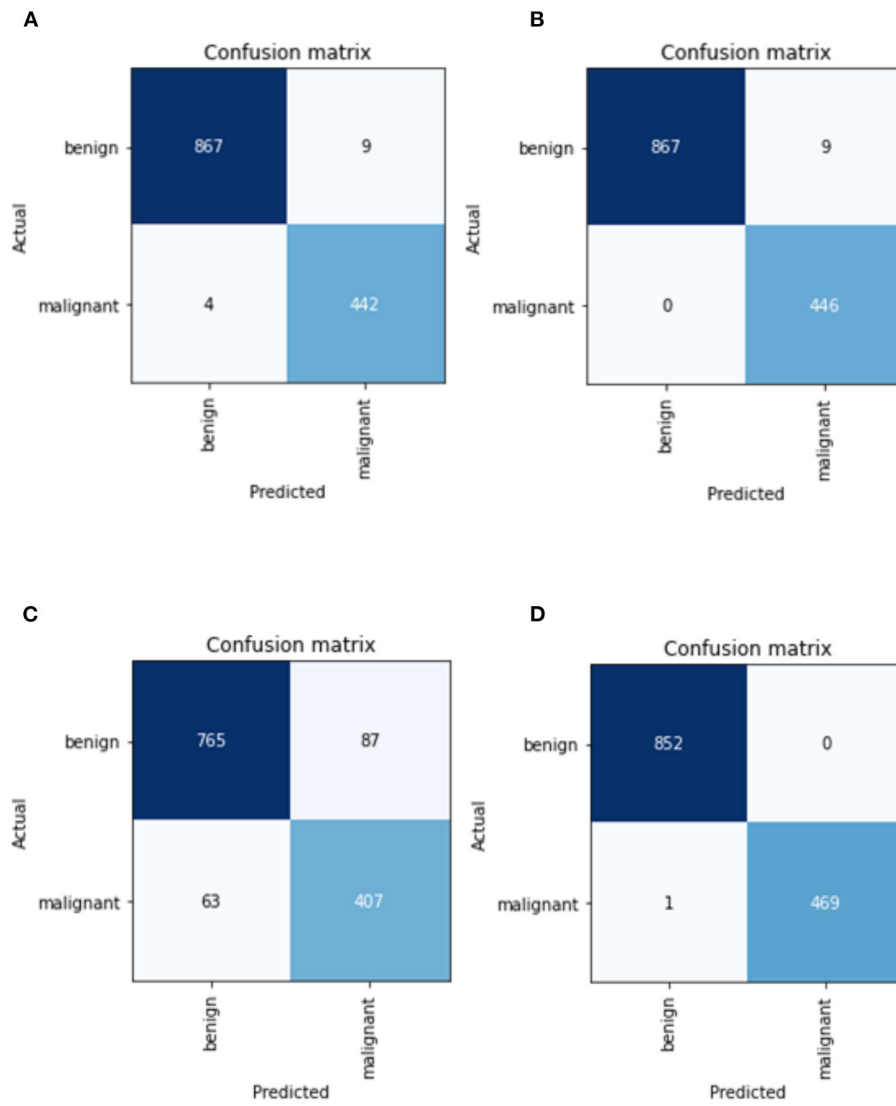 A
Confusion matrix
benign
867
9
malignant
4
442
Actual
benign
malignant
Predicted
B
Confusion matrix
benign
867
9
malignant
0
446
Actual
benign
malignant
Predicted
C
Confusion matrix
benign
765
87
malignant
63
407
Actual
benign
malignant
Predicted
D
Confusion matrix
benign
852
0
malignant
1
469
Actual
benign
malignant
Predicted